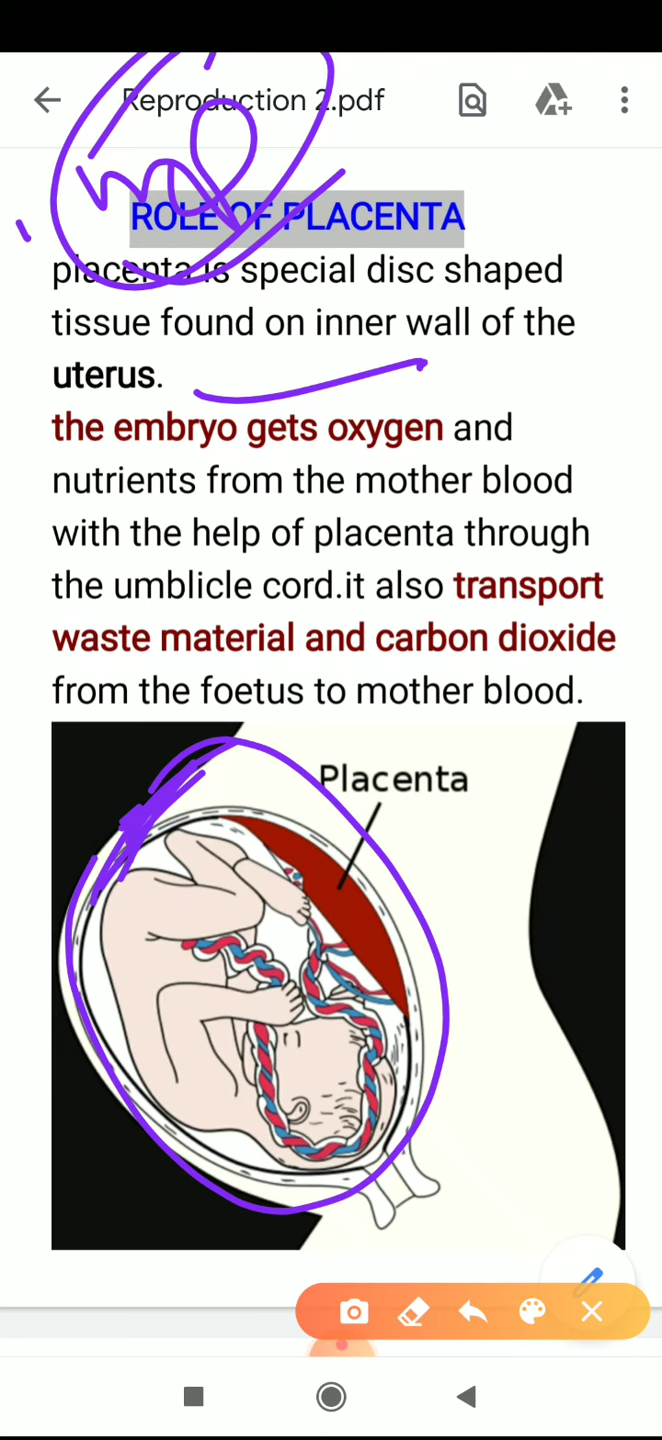 Reproduction 2.pdf
ROLE OF PLACENTA
placenta is special disc shaped
tissue found on inner wall of the
uterus.
the embryo gets oxygen and
nutrients from the mother blood
with the help of placenta through
the umblicle cord.it also transport
waste material and carbon dioxide
from the foetus to mother blood.
Placenta